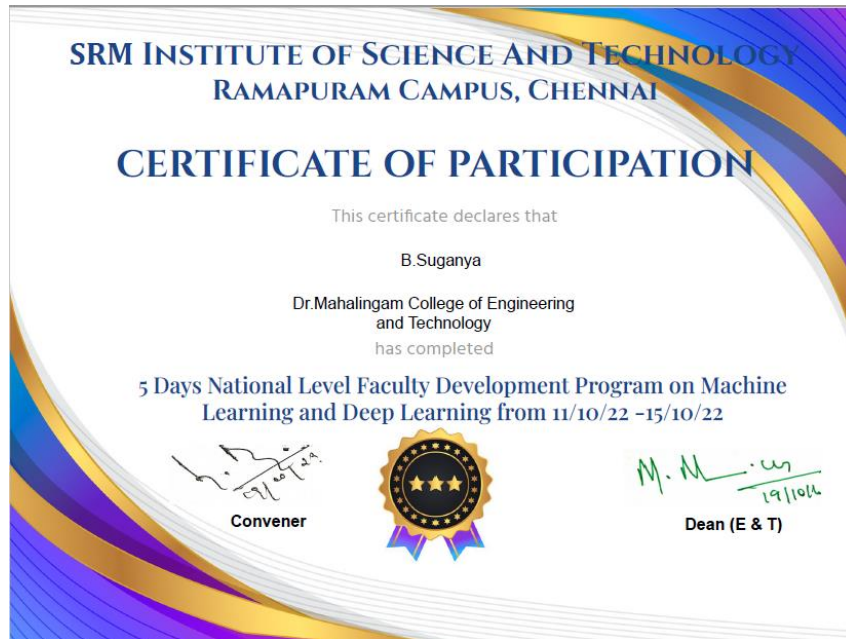 SRM INSTITUTE OF SCIENCE AND TECHNOLOGY
RAMAPURAM CAMPUS, CHENNAI
CERTIFICATE OF PARTICIPATION
This certificate declares that
B.Suganya
Dr.Mahalingam College of Engineering
and Technology
has completed
5 Days National Level Faculty Development Program on Machine
Learning and Deep Learning from 11/10/22 -15/10/22
Convener
Dean (E & T)